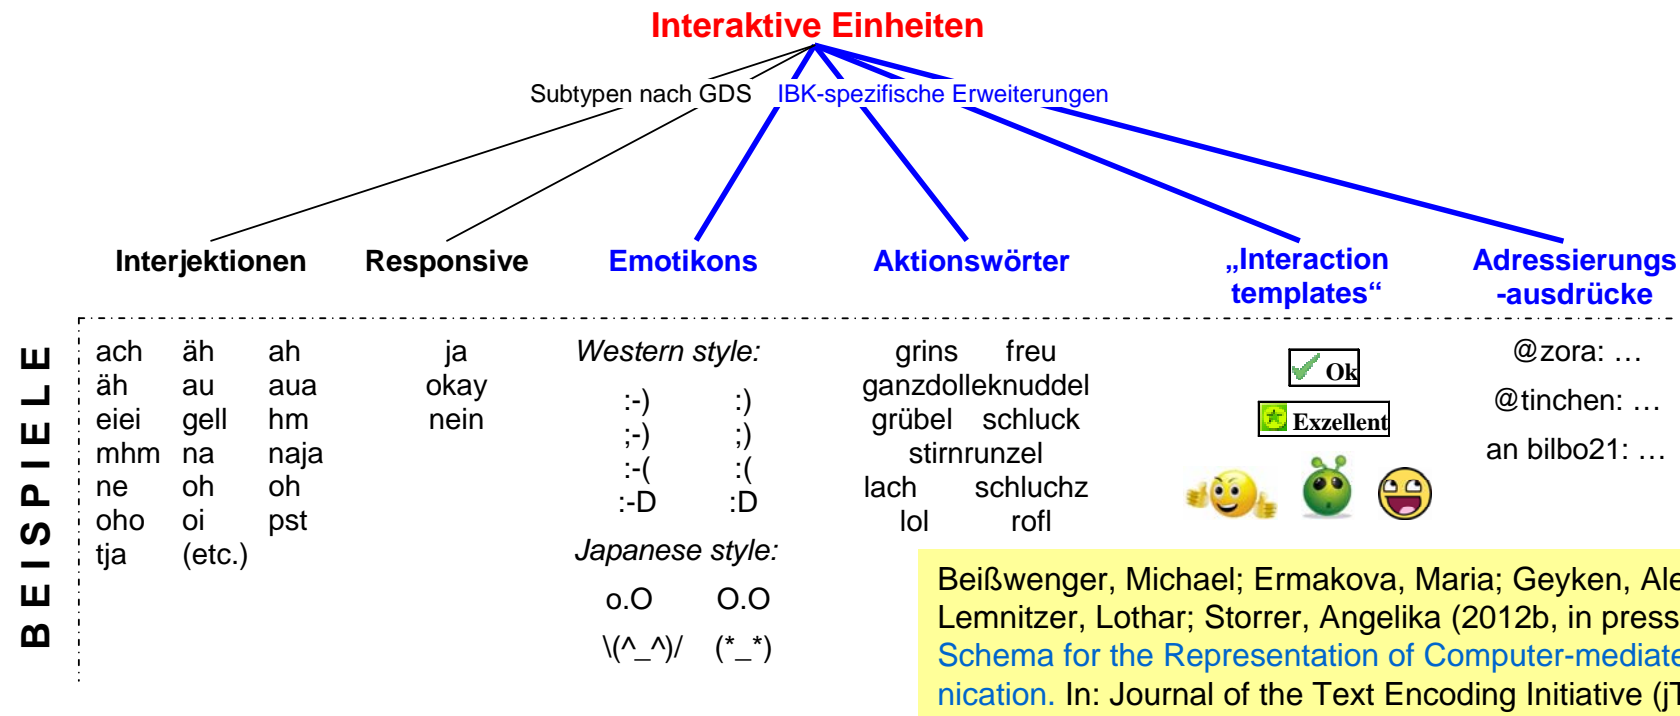 Interaktive Einheiten
Subtypen nach GDS IBK-spezifische Erweiterungen
Interjektionen Responsive Emotikons Aktionswörter „Interaction templates“ Adressierungs-ausdrücke
BEISPIELE
ach äh ah
äh au aua
eiei gell hm
mhm na naja
ne oh oh
oho oi pst
tja (etc.)
ja
okay
nein
Western style:
:-) :)
;-) ;)
:-( :(
:-D :D
Japanese style:
o.O O.O
\(^_^)/ (*_*)
grins freu
ganzdolleknuddel
grübel schluck
stirnrunzel
lach schluchz
lol rofl
Ok
Exzellent
@zora: …
@tinchen: …
an bilbo21: …
Beißwenger, Michael; Ermakova, Maria; Geyken, Ale
Lemnitzer, Lothar; Storrer, Angelika (2012b, in press
Schema for the Representation of Computer-mediate
nication. In: Journal of the Text Encoding Initiative (jT